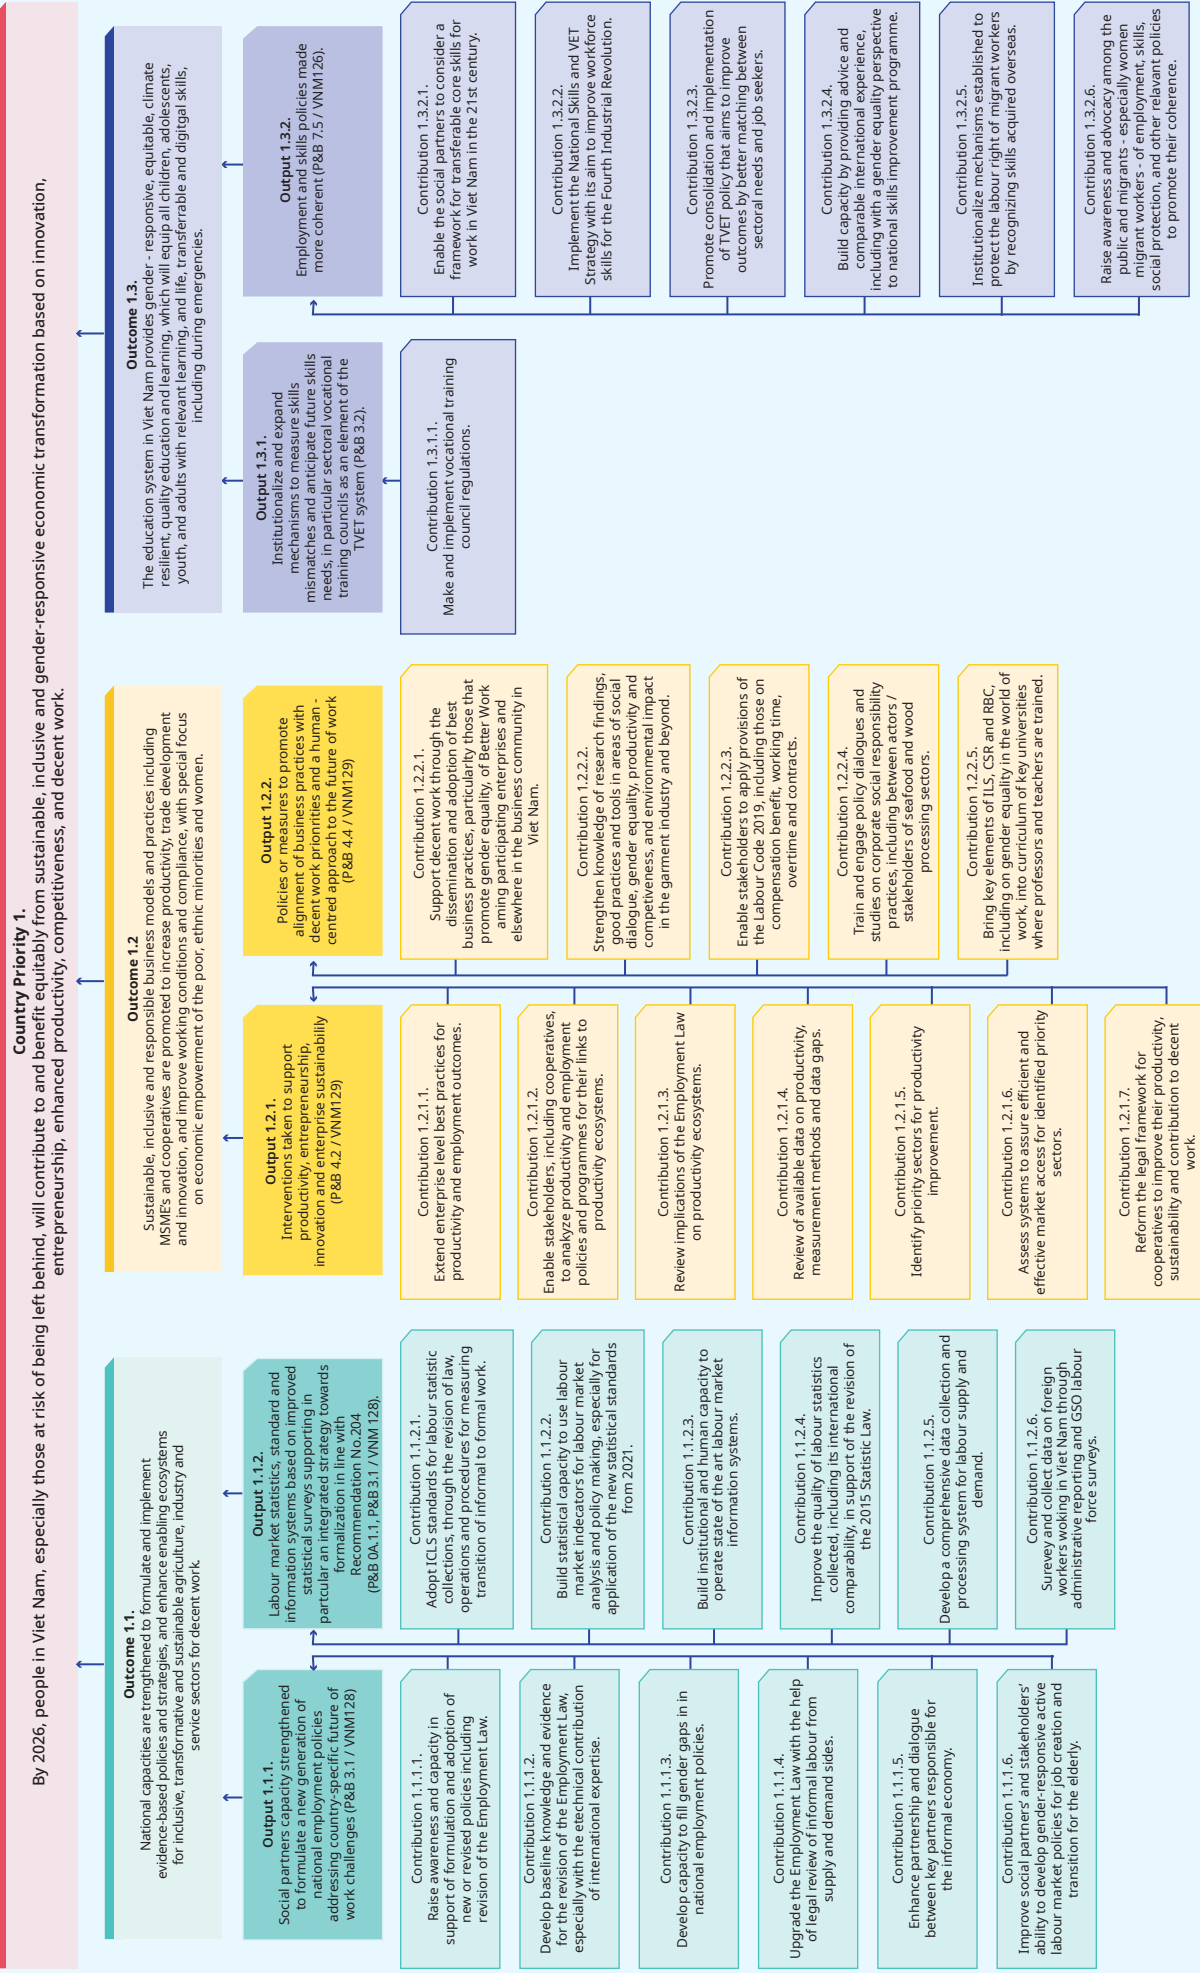 Country Priority 1.
By 2026, people in Viet Nam, especially those at risk of being left behind, will contribute to and benefit equitably from sustainable, inclusive and gender-responsive economic transformation based on innovation,
entrepreneurship, enhanced productivity, competitiveness, and decent work.
Outcome 1.1.
National capacities are trengthened to formulate and implement
evidence-based policies and strategies, and enhance enabling ecosystems
for inclusive, transformative and sustainable agriculture, industry and
service sectors for decent work.
Output 1.1.1.
Social partners capacity strengthened
to formulate a new generation of
national employment policies
addressing country-specific future of
work challenges (P&B 3.1 / VNM128)
Contribution 1.1.1.1.
Raise awareness and capacity in
support of formulation and adoption of
new or revised policies including
revision of the Employment Law.
Contribution 1.1.1.2.
Develop baseline knowledge and evidence
for the revision of the Employment Law,
especially with the etechnical contribution
of international expertise.
Contribution 1.1.1.3.
Develop capacity to fill gender gaps in in
national employment policies.
Contribution 1.1.1.4.
Upgrade the Employment Law with the help
of legal review of informal labour from
supply and demand sides.
Contribution 1.1.1.5.
Enhance partnership and dialogue
between key partners responsible for
the informal economy.
Contribution 1.1.1.6.
Improve social partners' and stakeholders'
ability to develop gender-responsive active
labour market policies for job creation and
transition for the elderly.
Output 1.1.2.
Labour market statistics, standard and
information systems based on improved
statistical surveys supporting in
partcular an integrated strategy towards
formalization in line with
Recommendation No.204
(P&B 0A.1.1, P&B 3.1 / VNM 128).
Contribution 1.1.2.1.
Adopt ICLS standards for labour statistic
collections, through the revision of law,
operations and procedures for measuring
transition of informal to formal work.
Contribution 1.1.2.2.
Build statistical capacity to use labour
market indecators for labour market
analysis and policy making, especially for
application of the new statistical standards
from 2021.
Contribution 1.1.2.3.
Build institutional and human capacity to
operate state of the art labour market
information systems.
Contribution 1.1.2.4.
Improve the quality of labour statistics
collected, including its international
comparability, in support of the revision of
the 2015 Statistic Law.
Contribution 1.1.2.5.
Develop a comprehensive data collection and
processing system for labour supply and
demand.
Contribution 1.1.2.6.
Surevey and collect data on foreign
workers woking in Viet Nam through
administrative reporting and GSO labour
force surveys.
Outcome 1.2
Sustainable, inclusive and responsible business models and practices including
MSME's and cooperatives are promoted to increase productivity, trade development
and innovation, and improve working conditions and compliance, with special focus
on economic empowerment of the poor, ethnic minorities and women.
Output 1.2.1.
Interventions taken to support
productivity, entrepreneurship,
innovation and enterprise sustainability
(P&B 4.2 / VNM129)
Contribution 1.2.1.1.
Extend enterprise level best practices for
productivity and employment outcomes.
Contribution 1.2.1.2.
Enable stakeholders, including cooperatives,
to anakyze productivity and employment
policies and programmes for their links to
productivity ecosystems.
Contribution 1.2.1.3.
Review implications of the Employment Law
on productivity ecosystems.
Contribution 1.2.1.4.
Review of available data on productivity,
measurement methods and data gaps.
Contribution 1.2.1.5.
Identify priority sectors for productivity
improvement.
Contribution 1.2.1.6.
Assess systems to assure efficient and
effective market access for identified priority
sectors.
Contribution 1.2.1.7.
Reform the legal framework for
cooperatives to improve their productivity,
sustainability and contribution to decent
work.
Output 1.2.2.
Policies or measures to promote
alignment of business practices with
decent work priorities and a human -
centred approach to the future of work
(P&B 4.4 / VNM129)
Contribution 1.2.2.1.
Support decent work through the
dissemination and adoption of best
business practices, particularly those that
promote gender equality, of Better Work
aming participating enterprises and
elsewhere in the business community in
Viet Nam.
Contribution 1.2.2.2.
Strengthen knowledge of research findings,
good practices and tools in areas of social
dialogue, gender equality, productivity and
competiveness, and environmental impact
in the garment industry and beyond.
Contribution 1.2.2.3.
Enable stakeholders to apply provisions of
the Labour Code 2019, including those on
compensation benefit, working time,
overtime and contracts.
Contribution 1.2.2.4.
Train and engage policy dialogues and
studies on corporate social responsibility
practices, including between actors /
stakeholders of seafood and wood
processing sectors.
Contribution 1.2.2.5.
Bring key elements of ILS, CSR and RBC,
including on gender equality in the world of
work, into curriculum of key universities
where professors and teachers are trained.
Outcome 1.3.
The education system in Viet Nam provides gender - responsive, equitable, climate
resilient, quality education and learning, which will equip all children, adolescents,
youth, and adults with relevant learning, and life, transferrable and digitgal skills,
including during emergencies.
Output 1.3.1.
Institutionalize and expand
mechanisms to measure skills
mismatches and anticipate future skills
needs, in particular sectoral vocational
training councils as an element of the
TVET system (P&B 3.2).
Contribution 1.3.1.1.
Make and implement vocational training
council regulations.
Output 1.3.2.
Employment and skills policies made
more coherent (P&B 7.5 / VNM126).
Contribution 1.3.2.1.
Enable the social partners to consider a
framework for transferable core skills for
work in Viet Nam in the 21st century.
Contribution 1.3.2.2.
Implement the National Skills and VET
Strategy with its aim to improve workforce
skills for the Fourth Industrial Revolution.
Contribution 1.3.2.3.
Promote consolidation and implementation
of TVET policy that aims to improve
outcomes by better matching between
sectoral needs and job seekers.
Contribution 1.3.2.4.
Build capacity by providing advice and
comparable international experience,
including with a gender equality perspective
to national skills improvement programme.
Contribution 1.3.2.5.
Institutionalize mechanisms established to
protect the labour right of migrant workers
by recognizing skills acquired overseas.
Contribution 1.3.2.6.
Raise awareness and advocacy among the
public and migrants - especially women
migrant workers - of employment, skills,
social protection, and other relevant policies
to promote their coherence.